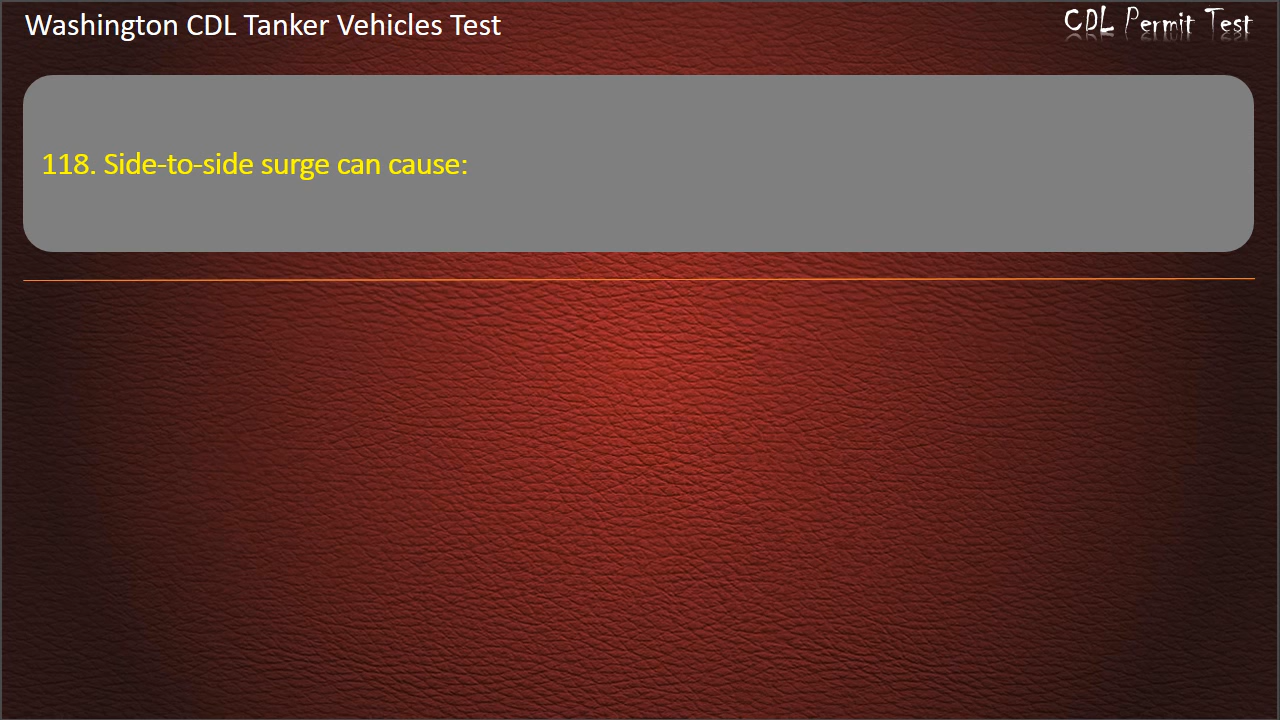 Washington CDL Tanker Vehicles Test
CDL Permit Test
118. Side-to-side surge can cause: